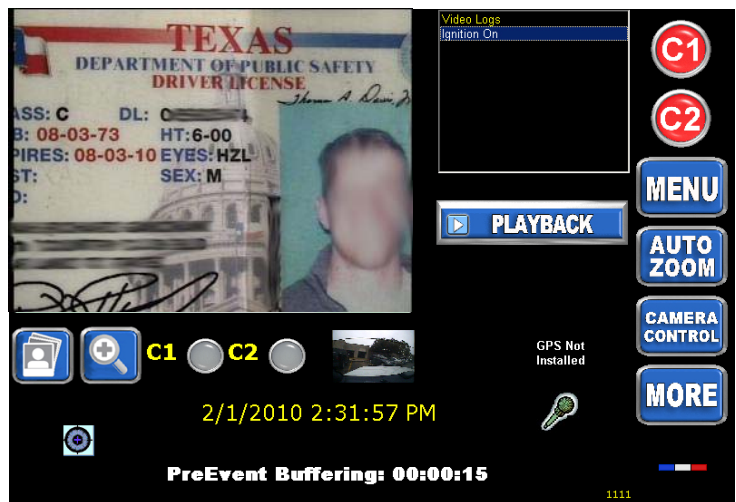 TEXAS
DEPARTMENT OF PUBLIC SAFETY
DRIVER LICENSE
ASS: C DL:
B: 08-03-73 HT:6-00
PIRES: 08-03-10 EYES: HZL
ST: SEX: M
D:
Video Logs
Ignition On
C1
C2
MENU
PLAYBACK
AUTO ZOOM
CAMERA CONTROL
MORE
C1 C2
GPS Not
Installed
2/1/2010 2:31:57 PM
PreEvent Buffering: 00:00:15
1111